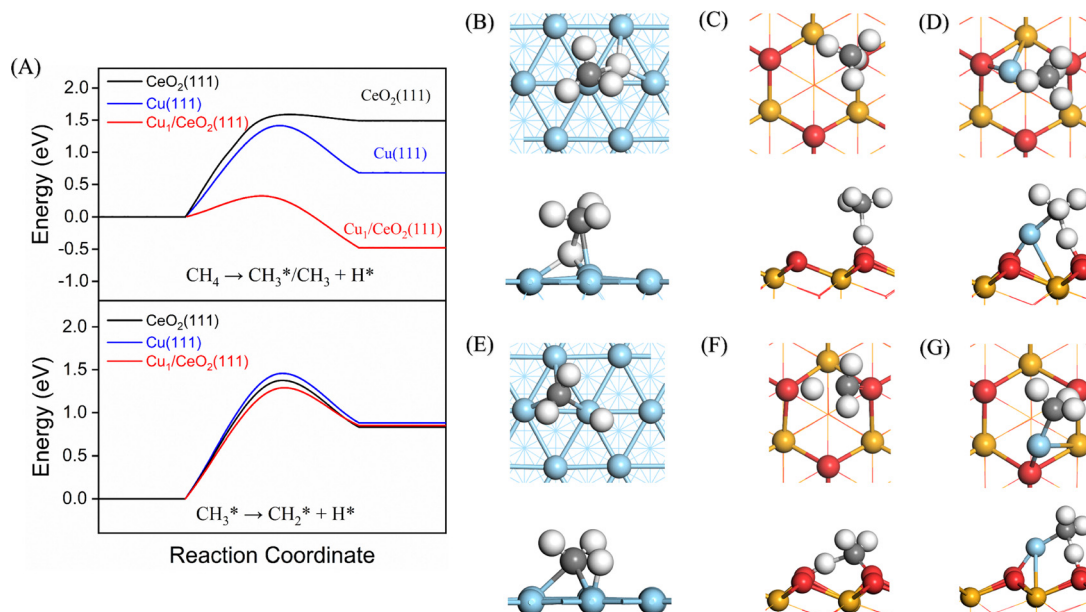 (A)
Energy (eV)
2.0
1.5
1.0
0.5
0.0
-0.5
-1.0
CeO₂(111)
Cu(111)
Cu₁/CeO₂(111)
CeO₂(111)
Cu(111)
Cu₁/CeO₂(111)
CH₄ → CH₃*/CH₃ + H*
Energy (eV)
2.0
1.5
1.0
0.5
0.0
CeO₂(111)
Cu(111)
Cu₁/CeO₂(111)
CH₃* → CH₂* + H*
Reaction Coordinate
(B)
(C)
(D)
(E)
(F)
(G)